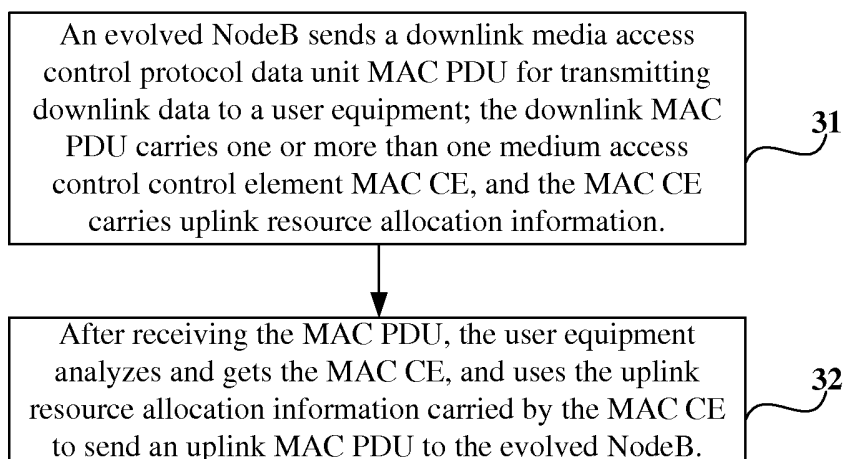 An evolved NodeB sends a downlink media access
control protocol data unit MAC PDU for transmitting
downlink data to a user equipment; the downlink MAC
PDU carries one or more than one medium access
control control element MAC CE, and the MAC CE
carries uplink resource allocation information.
31
After receiving the MAC PDU, the user equipment
analyzes and gets the MAC CE, and uses the uplink
resource allocation information carried by the MAC CE
to send an uplink MAC PDU to the evolved NodeB.
32